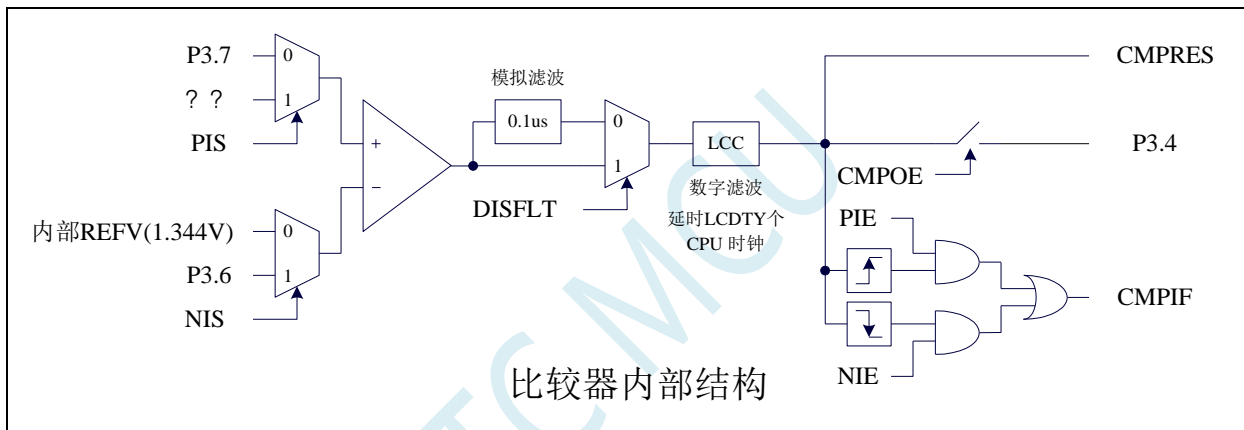 P3.7
0
? ?
1
PIS
+
−
模拟滤波
0.1us
0
1
DISFLT
LCC
数字滤波
延时LCDTY个
CPU 时钟
CMPRES
P3.4
CMPOE
PIE
CMPIF
NIE
内部REFV(1.344V)
0
P3.6
1
NIS
比较器内部结构
TC MCU